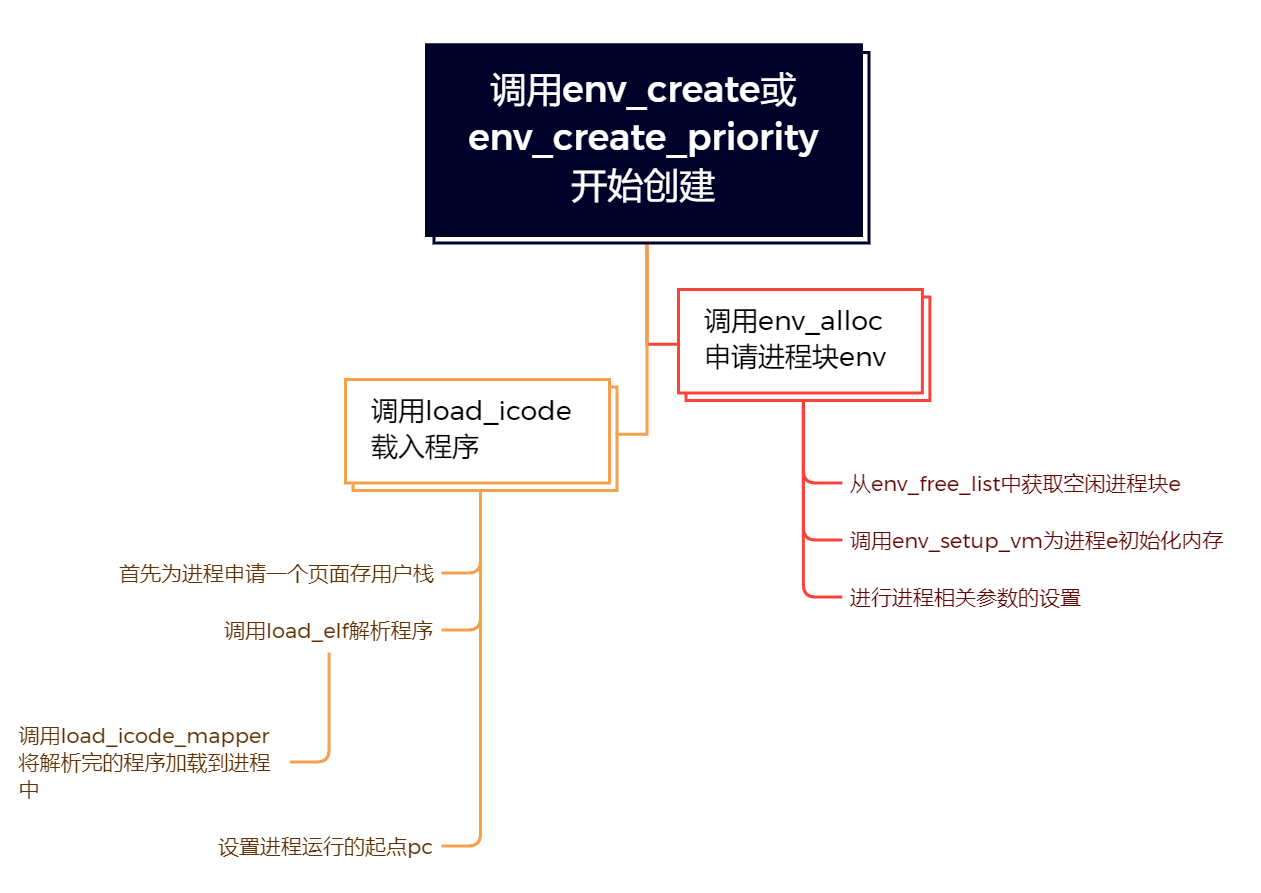 调用env_create或
env_create_priority
开始创建
调用env_alloc
申请进程块env
调用load_icode
载入程序
从env_free_list中获取空闲进程块e
调用env_setup_vm为进程e初始化内存
进行进程相关参数的设置
首先为进程申请一个页面存用户栈
调用load_elf解析程序
调用load_icode_mapper
将解析完的程序加载到进程
中
设置进程运行的起点pc